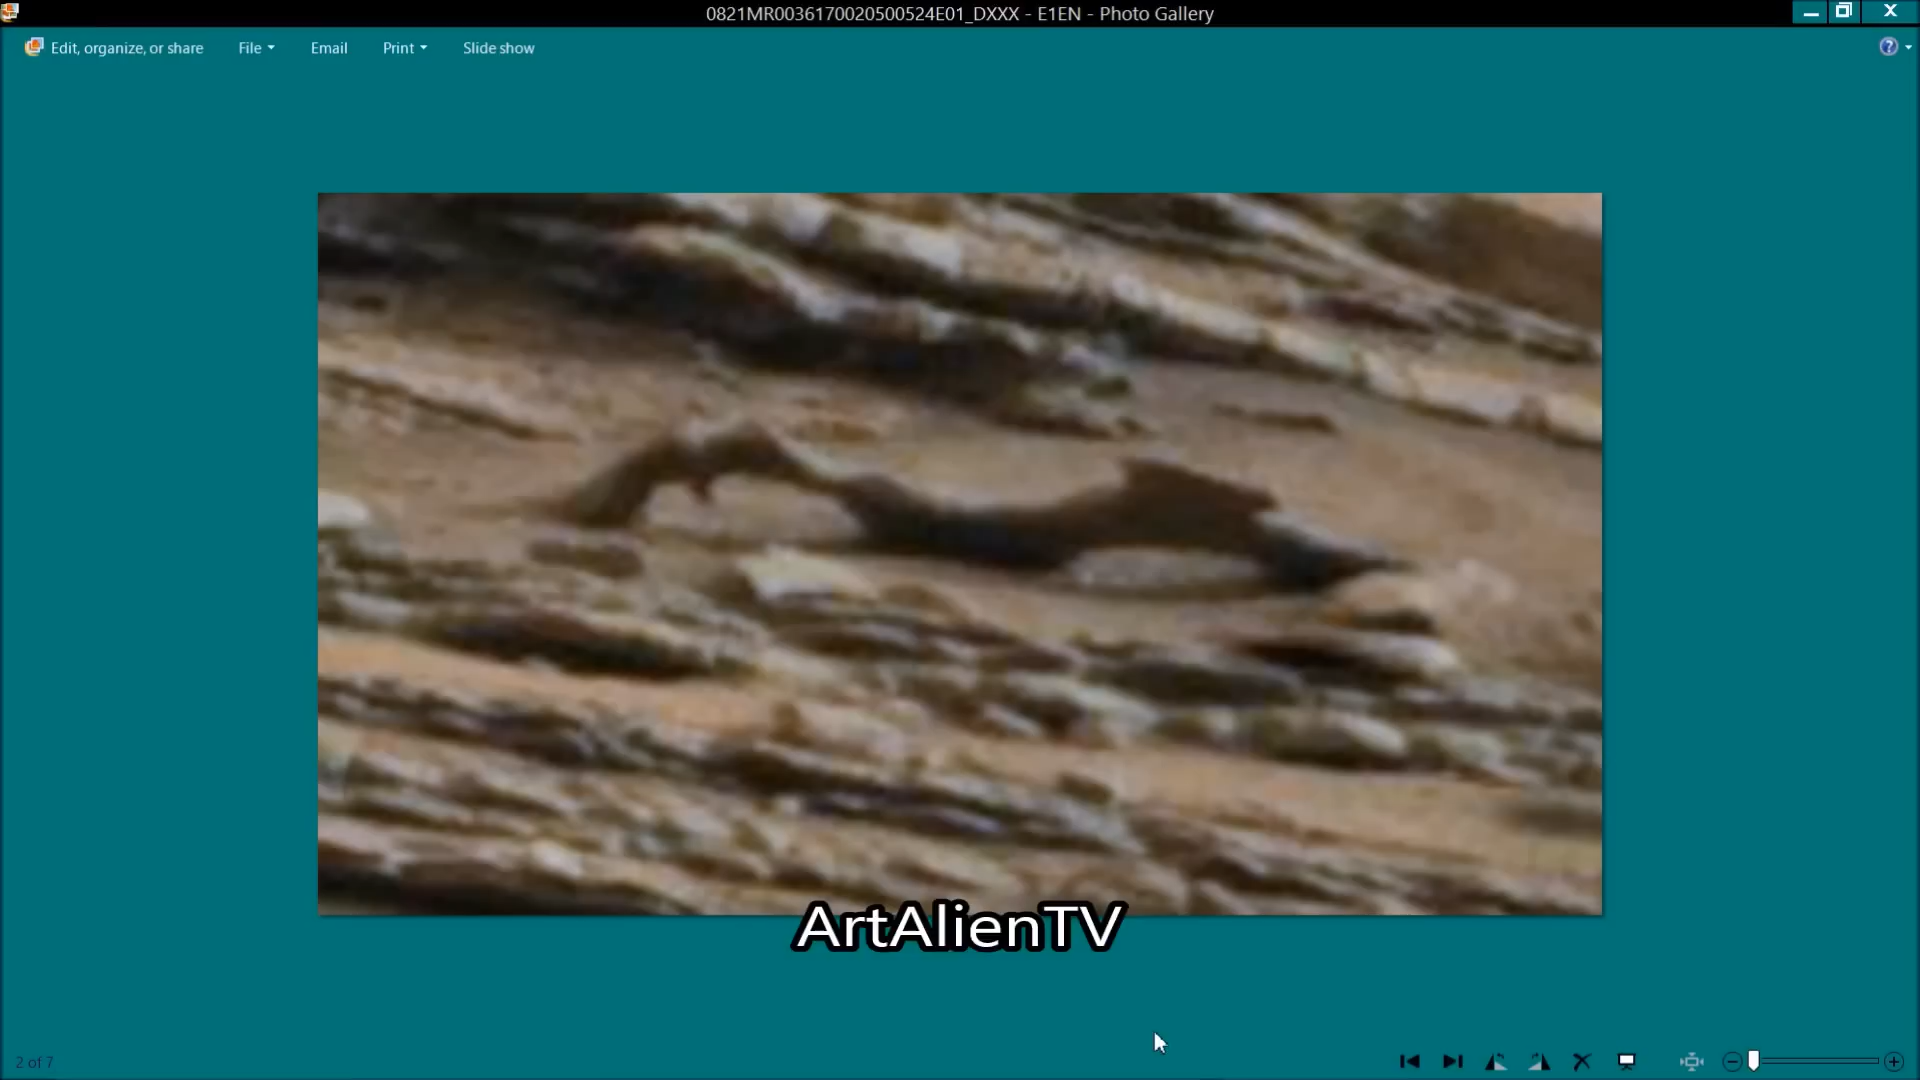 0821MR0036170020500524E01_DXXX - E1EN - Photo Gallery
Edit, organize, or share File Email Print Slide show
ArtAlienTV
2 of 7